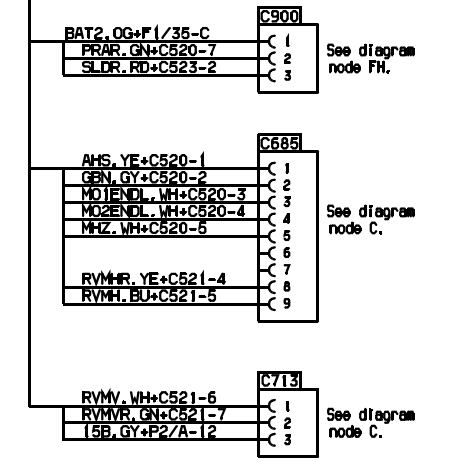 C900
BAT2.OG+F1/35-C 1
PRAR.GN+C520-7 2
SLDR.RD+C523-2 3
See diagram
node FH.
C685
AHS.YE+C520-1 1
GBN.GY+C520-2 2
MO1ENDL.WH+C520-3 3
MO2ENDL.WH+C520-4 4
MHZ.WH+C520-5 5
6
7
RVMHR.YE+C521-4 8
RVMH.BU+C521-5 9
See diagram
node C.
C713
RVMV.WH+C521-6 1
RVMVR.GN+C521-7 2
15B.GY+P2/A-12 3
See diagram
node C.